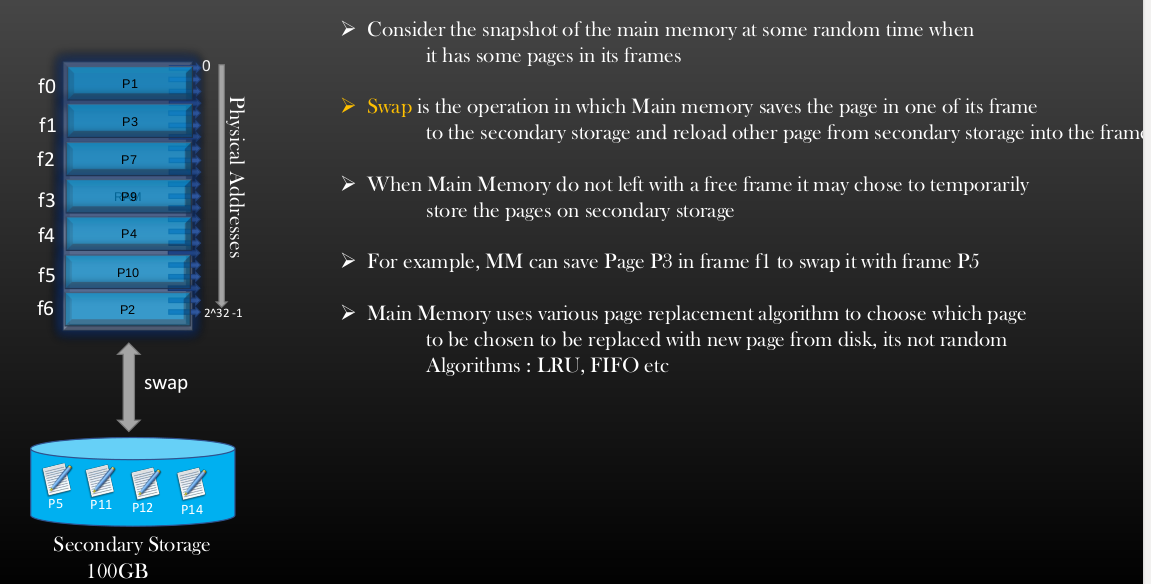 ➢ Consider the snapshot of the main memory at some random time when
it has some pages in its frames
➢ Swap is the operation in which Main memory saves the page in one of its frame
to the secondary storage and reload other page from secondary storage into the frame
➢ When Main Memory do not left with a free frame it may chose to temporarily
store the pages on secondary storage
➢ For example, MM can save Page P3 in frame f1 to swap it with frame P5
➢ Main Memory uses various page replacement algorithm to choose which page
to be chosen to be replaced with new page from disk, its not random
Algorithms : LRU, FIFO etc
0
f0 P1
f1 P3
f2 P7
f3 P9
f4 P4
f5 P10
f6 P2
Physical Addresses
2^32 -1
swap
P5 P11 P12 P14
Secondary Storage
100GB